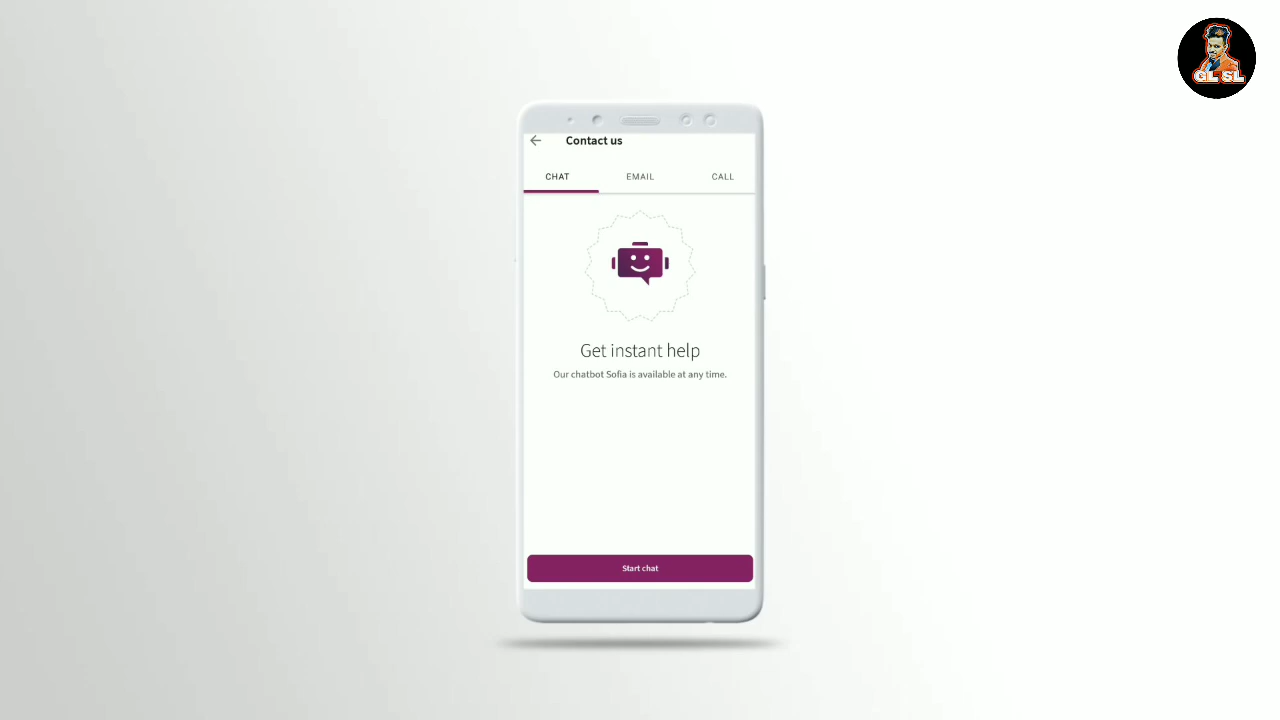 GL SL
Contact us
CHAT EMAIL CALL
Get instant help
Our chatbot Sofia is available at any time.
Start chat